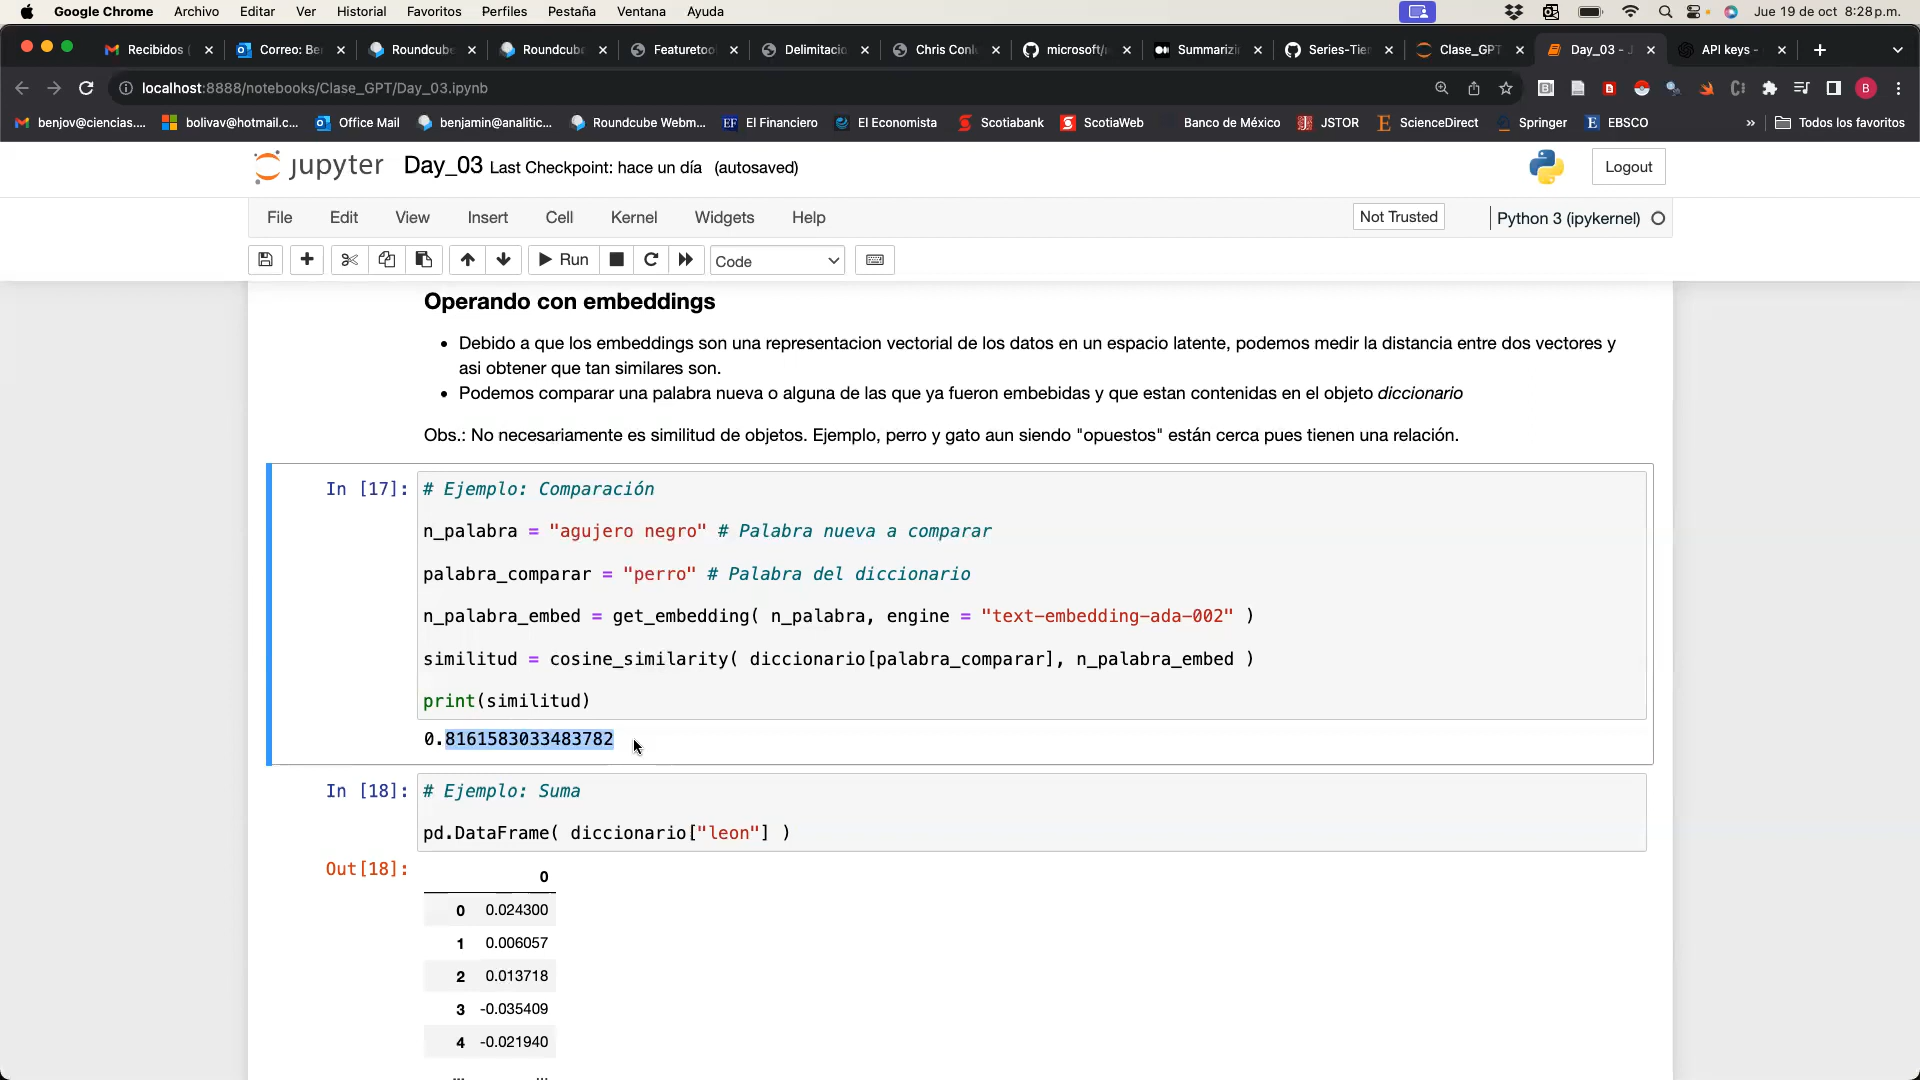 Google Chrome Archivo Editar Ver Historial Favoritos Perfiles Pestaña Ventana Ayuda Jue 19 de oct 8:28 p.m.
Recibidos ( Correo: Be Roundcube Roundcube Featuretoo Delimitacio Chris Conl microsoft/r Summarizi Series-Tier Clase_GPT Day_03 - J API keys -
localhost:8888/notebooks/Clase_GPT/Day_03.ipynb
benjov@ciencias.... bolivav@hotmail.c... Office Mail benjamin@analitic... Roundcube Webm... EF El Financiero El Economista Scotiabank ScotiaWeb Banco de México JSTOR ScienceDirect Springer EBSCO » Todos los favoritos
jupyter Day_03 Last Checkpoint: hace un día (autosaved) Logout
File Edit View Insert Cell Kernel Widgets Help Not Trusted Python 3 (ipykernel)
Run Code
Operando con embeddings
• Debido a que los embeddings son una representacion vectorial de los datos en un espacio latente, podemos medir la distancia entre dos vectores y
asi obtener que tan similares son.
• Podemos comparar una palabra nueva o alguna de las que ya fueron embebidas y que estan contenidas en el objeto diccionario
Obs.: No necesariamente es similitud de objetos. Ejemplo, perro y gato aun siendo "opuestos" están cerca pues tienen una relación.
In [17]: # Ejemplo: Comparación
n_palabra = "agujero negro" # Palabra nueva a comparar
palabra_comparar = "perro" # Palabra del diccionario
n_palabra_embed = get_embedding( n_palabra, engine = "text-embedding-ada-002" )
similitud = cosine_similarity( diccionario[palabra_comparar], n_palabra_embed )
print(similitud)
0.8161583033483782
In [18]: # Ejemplo: Suma
pd.DataFrame( diccionario["leon"] )
Out[18]:
0
0 0.024300
1 0.006057
2 0.013718
3 -0.035409
4 -0.021940
... ...